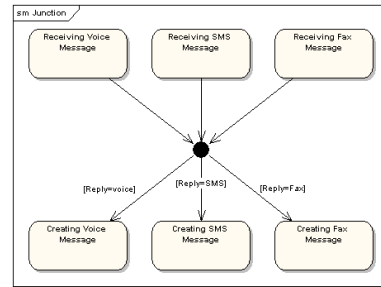 sm Junction
Receiving Voice
Message
Receiving SMS
Message
Receiving Fax
Message
[Reply=voice]
[Reply=SMS]
[Reply=Fax]
Creating Voice
Message
Creating SMS
Message
Creating Fax
Message